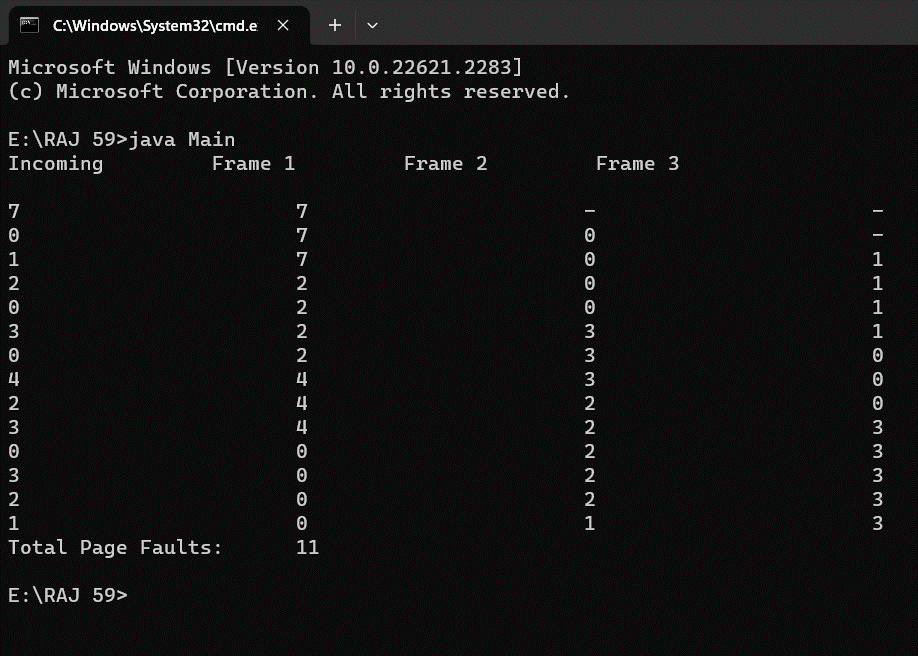 C:\Windows\System32\cmd.e
Microsoft Windows [Version 10.0.22621.2283]
(c) Microsoft Corporation. All rights reserved.
E:\RAJ 59>java Main
Incoming Frame 1 Frame 2 Frame 3
7 7 - -
0 7 0 -
1 7 0 1
2 2 0 1
0 2 0 1
3 2 3 1
0 2 3 0
4 4 3 0
2 4 2 0
3 4 2 3
0 0 2 3
3 0 2 3
2 0 2 3
1 0 1 3
Total Page Faults: 11
E:\RAJ 59>